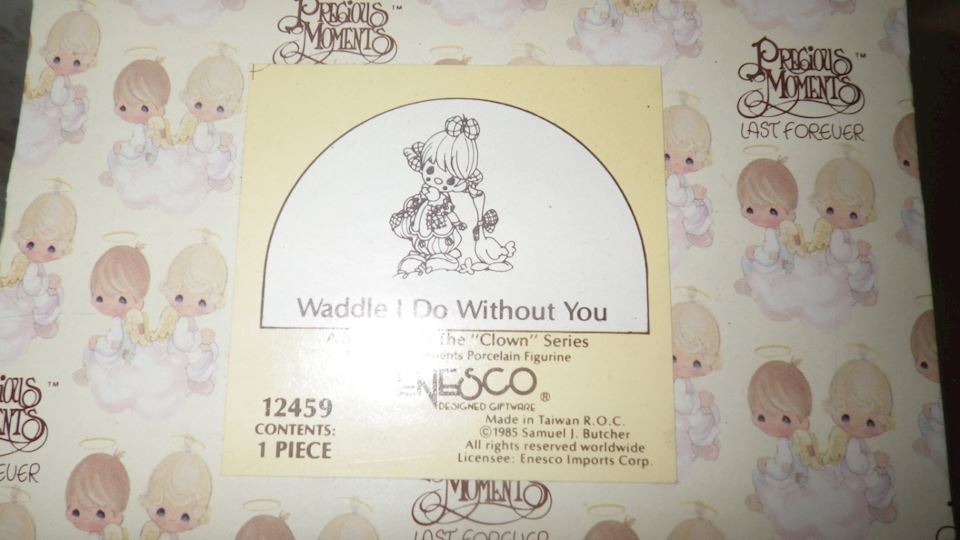 PRECIOUS MOMENTS ™
PRECIOUS MOMENTS ™
LAST FOREVER
Waddle I Do Without You
The "Clown" Series
Porcelain Figurine
ENESCO ®
DESIGNED GIFTWARE
12459
CONTENTS:
1 PIECE
Made in Taiwan R.O.C.
©1985 Samuel J. Butcher
All rights reserved worldwide
Licensee: Enesco Imports Corp.
MOMENTS
LAST FOREVER